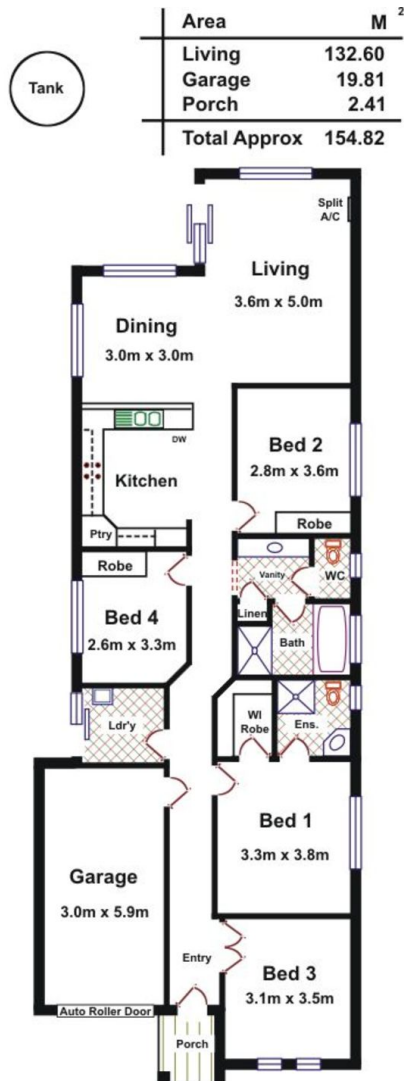 Area M 2
Living 132.60
Garage 19.81
Porch 2.41
Total Approx 154.82
Tank
Split
A/C
Living
3.6m x 5.0m
Dining
3.0m x 3.0m
DW
Kitchen
Bed 2
2.8m x 3.6m
Robe
Ptry
Robe
Vanity
WC
Bed 4
2.6m x 3.3m
Linen
Bath
Ldr'y
WI
Robe
Ens.
Bed 1
3.3m x 3.8m
Garage
3.0m x 5.9m
Entry
Bed 3
3.1m x 3.5m
Auto Roller Door
Porch